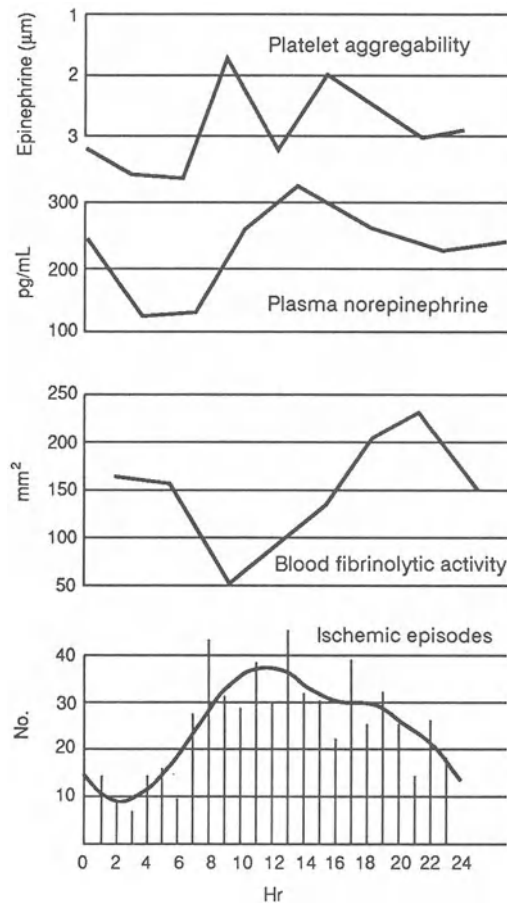 Epinephrine (μm)
1
2
3
Platelet aggregability
pg/mL
300
200
100
Plasma norepinephrine
mm²
250
200
150
100
50
Blood fibrinolytic activity
No.
40
30
20
10
Ischemic episodes
0 2 4 6 8 10 12 14 16 18 20 22 24
Hr